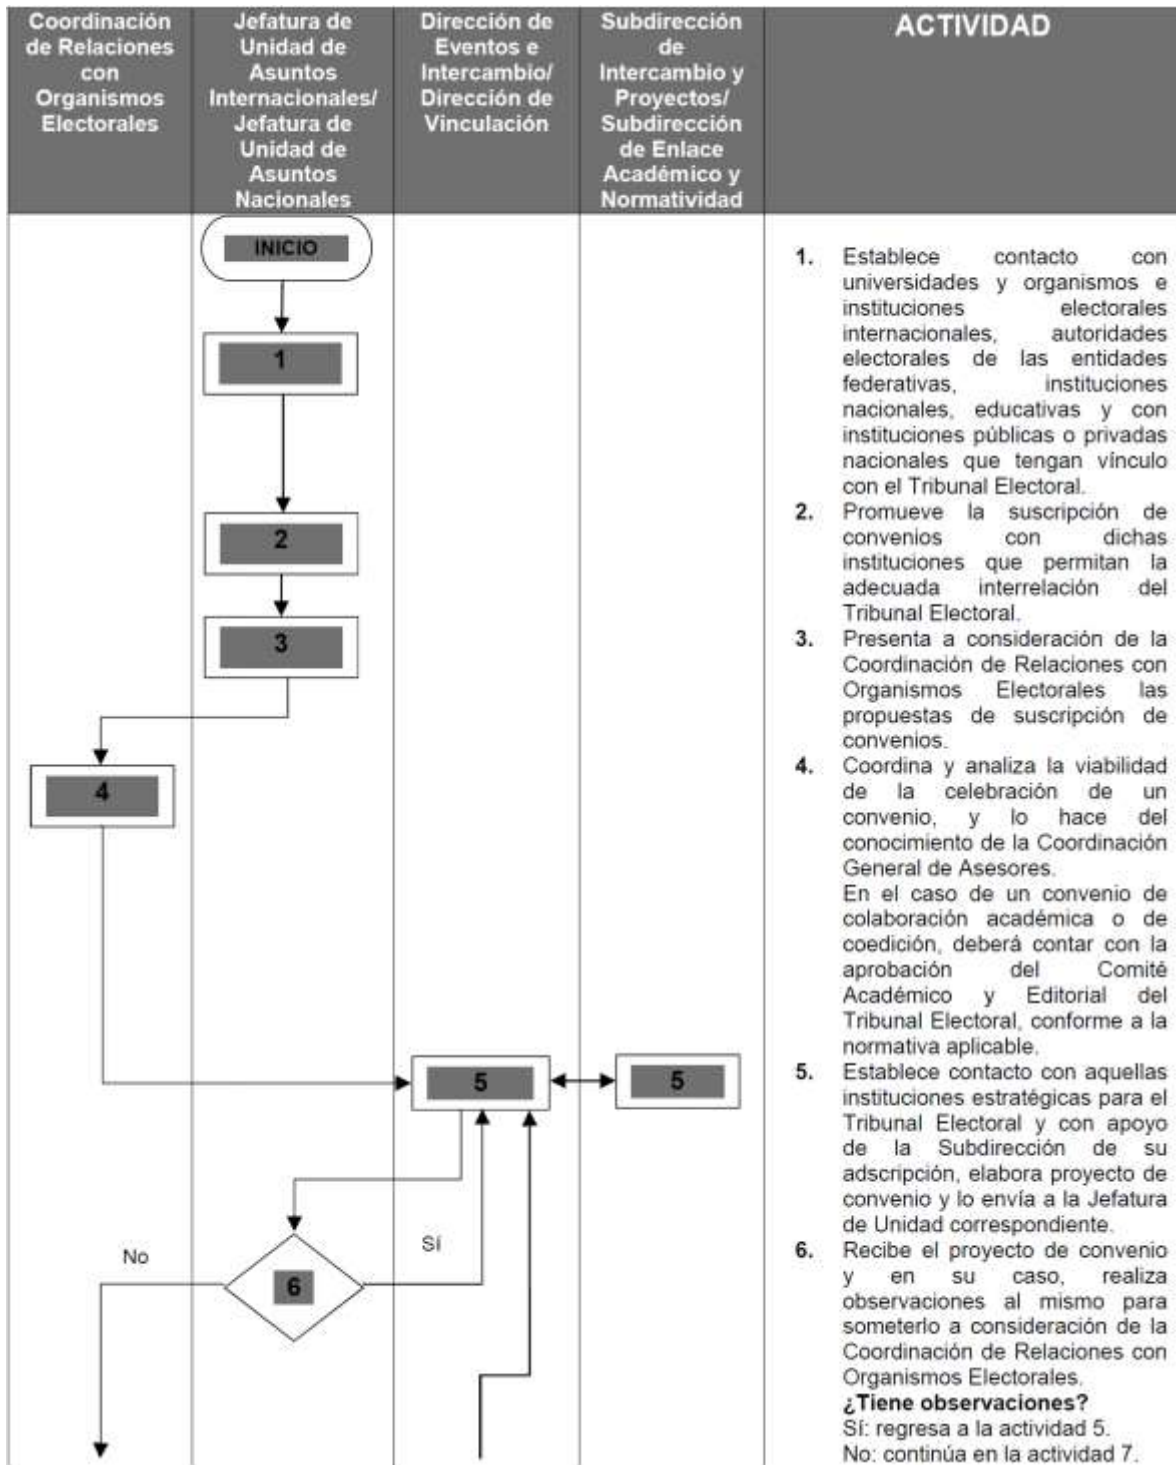 Coordinación
de Relaciones
con
Organismos
Electorales
Jefatura de
Unidad de
Asuntos
Internacionales/
Jefatura de
Unidad de
Asuntos
Nacionales
Dirección de
Eventos e
Intercambio/
Dirección de
Vinculación
Subdirección
de
Intercambio y
Proyectos/
Subdirección
de Enlace
Académico y
Normatividad
ACTIVIDAD
INICIO
1
2
3
4
5
5
6
No
Sí
1. Establece contacto con
universidades y organismos e
instituciones electorales
internacionales, autoridades
electorales de las entidades
federativas, instituciones
nacionales, educativas y con
instituciones públicas o privadas
nacionales que tengan vínculo
con el Tribunal Electoral.
2. Promueve la suscripción de
convenios con dichas
instituciones que permitan la
adecuada interrelación del
Tribunal Electoral.
3. Presenta a consideración de la
Coordinación de Relaciones con
Organismos Electorales las
propuestas de suscripción de
convenios.
4. Coordina y analiza la viabilidad
de la celebración de un
convenio, y lo hace del
conocimiento de la Coordinación
General de Asesores.
En el caso de un convenio de
colaboración académica o de
coedición, deberá contar con la
aprobación del Comité
Académico y Editorial del
Tribunal Electoral, conforme a la
normativa aplicable.
5. Establece contacto con aquellas
instituciones estratégicas para el
Tribunal Electoral y con apoyo
de la Subdirección de su
adscripción, elabora proyecto de
convenio y lo envía a la Jefatura
de Unidad correspondiente.
6. Recibe el proyecto de convenio
y en su caso, realiza
observaciones al mismo para
someterlo a consideración de la
Coordinación de Relaciones con
Organismos Electorales.
¿Tiene observaciones?
Sí: regresa a la actividad 5.
No: continúa en la actividad 7.